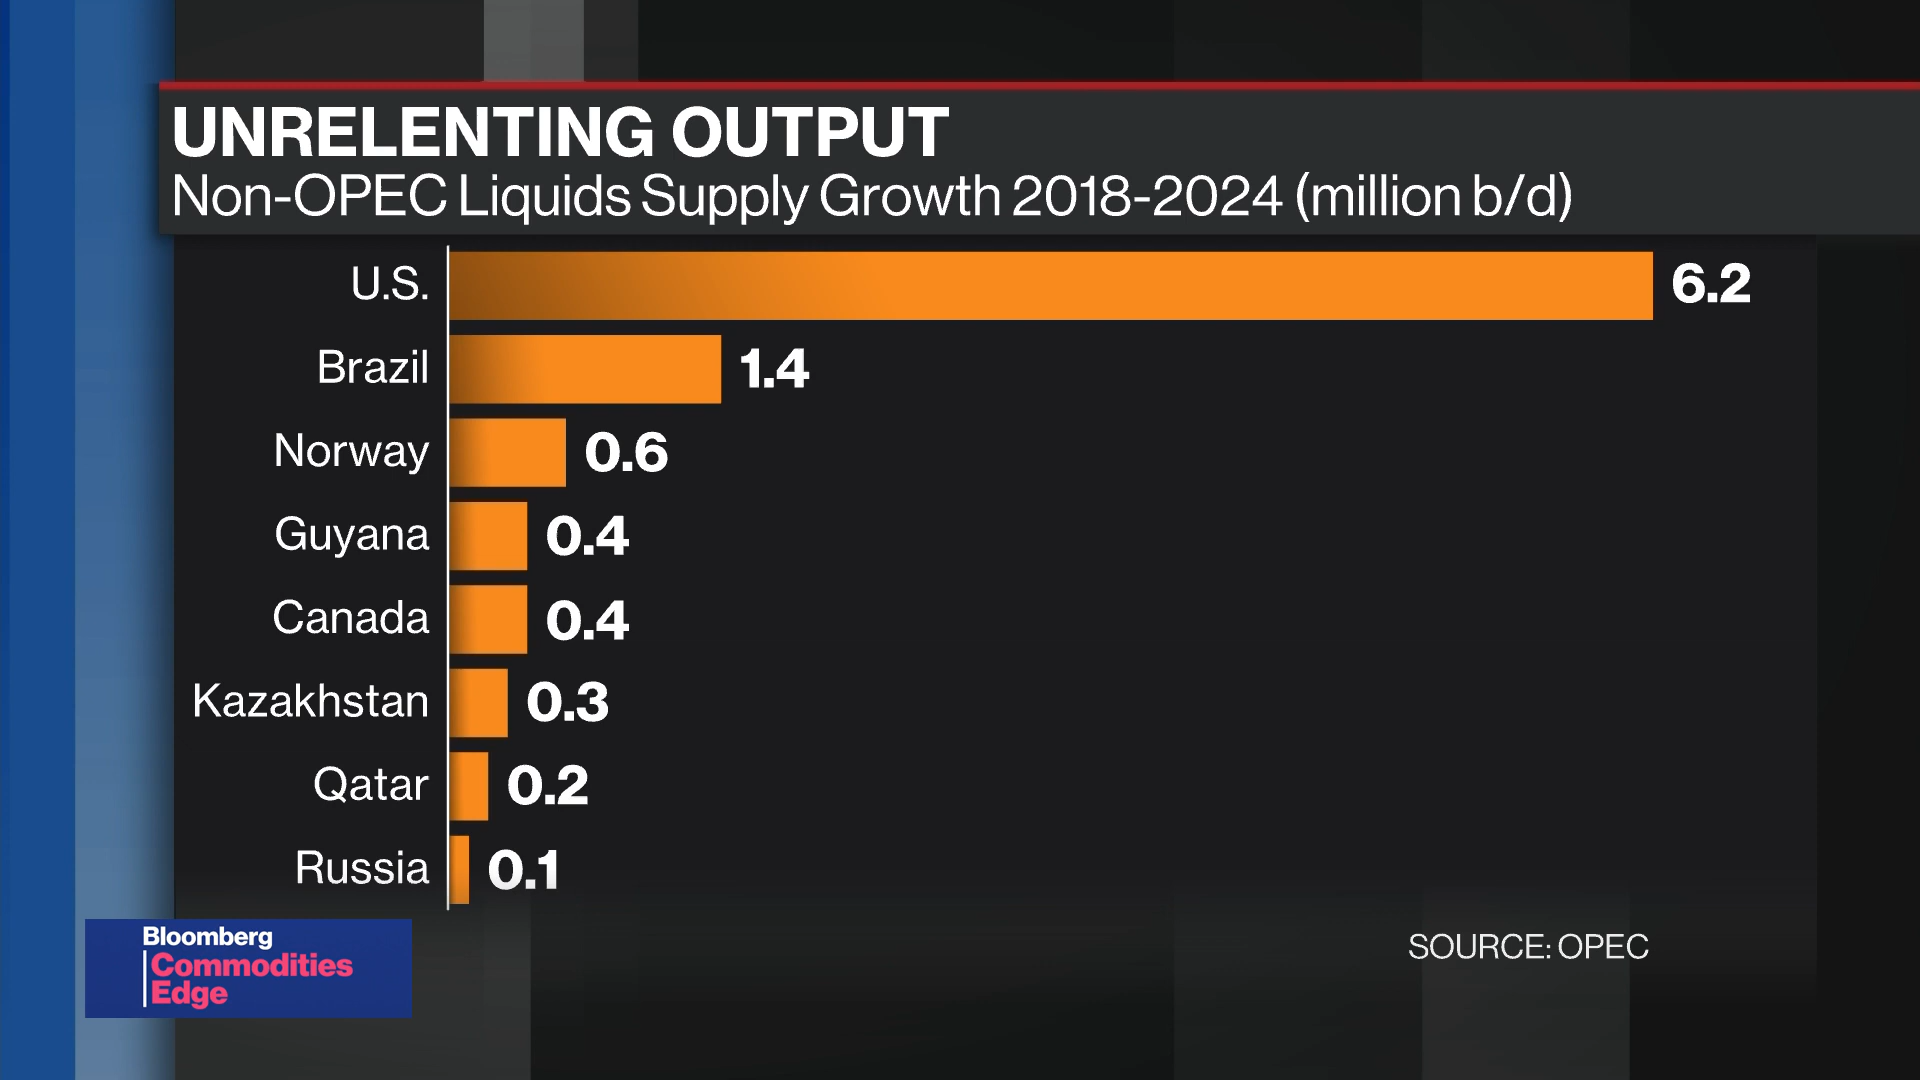 UNRELENTING OUTPUT
Non-OPEC Liquids Supply Growth 2018-2024 (million b/d)
U.S. 6.2
Brazil 1.4
Norway 0.6
Guyana 0.4
Canada 0.4
Kazakhstan 0.3
Qatar 0.2
Russia 0.1
Bloomberg
Commodities
Edge
SOURCE: OPEC